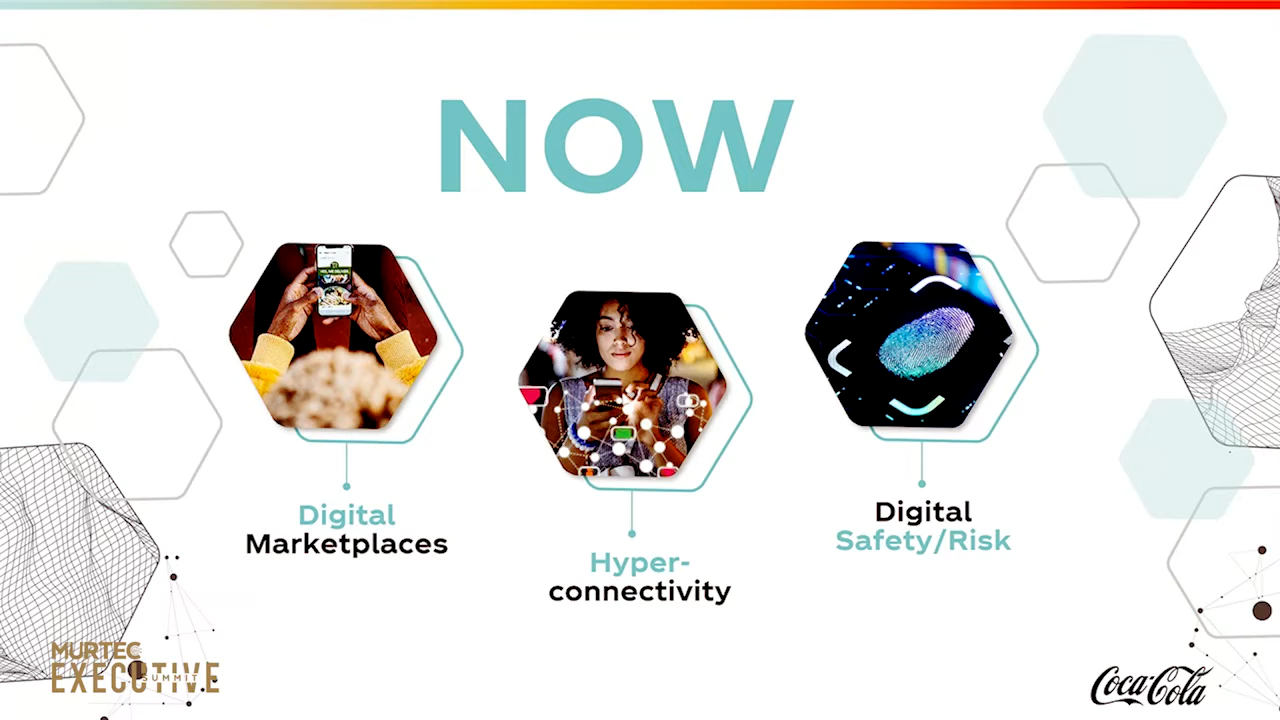 NOW
Digital
Marketplaces
Hyper-
connectivity
Digital
Safety/Risk
MURTEC
EXECUTIVE
SUMMIT
Coca-Cola